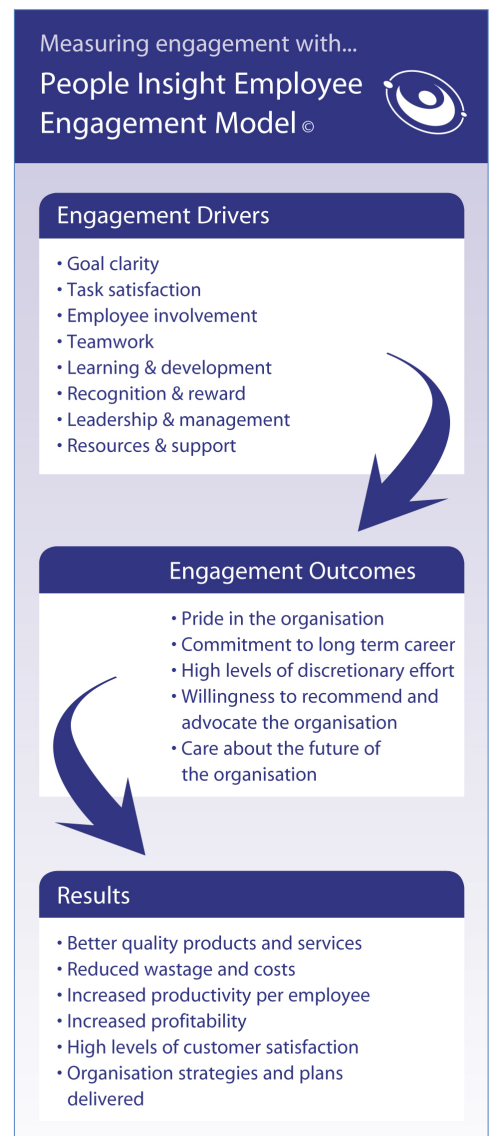 Measuring engagement with...
People Insight Employee
Engagement Model ©
Engagement Drivers
• Goal clarity
• Task satisfaction
• Employee involvement
• Teamwork
• Learning & development
• Recognition & reward
• Leadership & management
• Resources & support
Engagement Outcomes
• Pride in the organisation
• Commitment to long term career
• High levels of discretionary effort
• Willingness to recommend and
advocate the organisation
• Care about the future of
the organisation
Results
• Better quality products and services
• Reduced wastage and costs
• Increased productivity per employee
• Increased profitability
• High levels of customer satisfaction
• Organisation strategies and plans
delivered